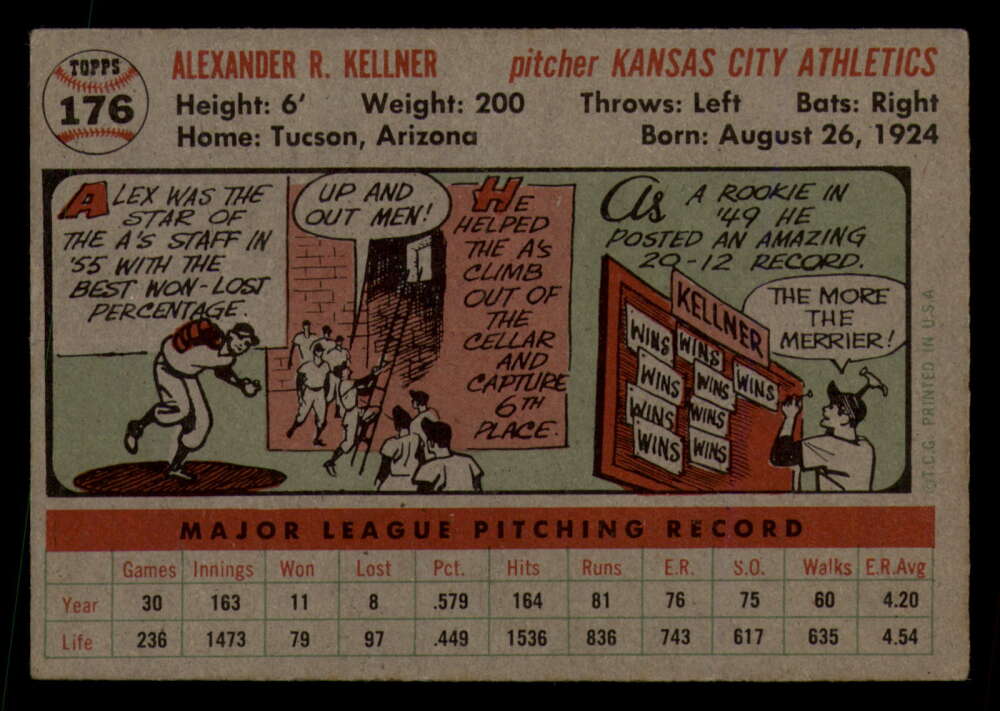 TOPPS
176
ALEXANDER R. KELLNER pitcher KANSAS CITY ATHLETICS
Height: 6' Weight: 200 Throws: Left Bats: Right
Home: Tucson, Arizona Born: August 26, 1924
ALEX WAS THE
STAR OF
THE A'S STAFF IN
'55 WITH THE
BEST WON-LOST
PERCENTAGE.
UP AND
OUT MEN!
HE
HELPED
THE A'S
CLIMB
OUT OF
THE
CELLAR
AND
CAPTURE
6TH
PLACE.
As A ROOKIE IN
'49 HE
POSTED AN AMAZING
20-12 RECORD.
KELLNER
WINS WINS
WINS WINS WINS
WINS WINS
WINS WINS
THE MORE
THE
MERRIER!
©T.C.G. PRINTED IN U.S.A
MAJOR LEAGUE PITCHING RECORD
Games Innings Won Lost Pct. Hits Runs E.R. S.O. Walks E.R.Avg
Year 30 163 11 8 .579 164 81 76 75 60 4.20
Life 236 1473 79 97 .449 1536 836 743 617 635 4.54